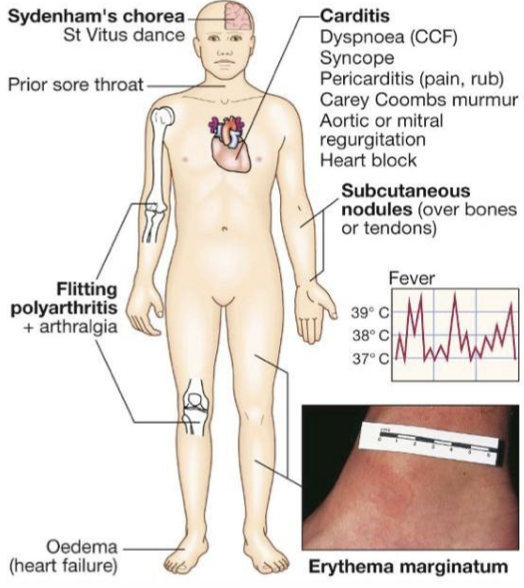 Sydenham's chorea
St Vitus dance
Prior sore throat
Carditis
Dyspnoea (CCF)
Syncope
Pericarditis (pain, rub)
Carey Coombs murmur
Aortic or mitral
regurgitation
Heart block
Subcutaneous
nodules (over bones
or tendons)
Flitting
polyarthritis
+ arthralgia
Fever
39° C
38° C
37° C
Oedema
(heart failure)
Erythema marginatum